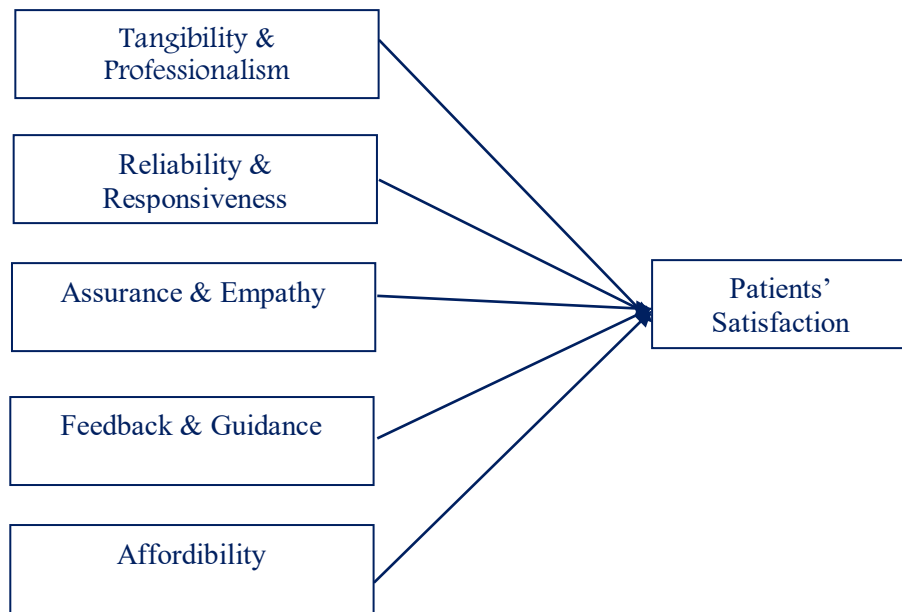 Tangibility &
Professionalism
Reliability &
Responsiveness
Assurance & Empathy
Patients’
Satisfaction
Feedback & Guidance
Affordibility